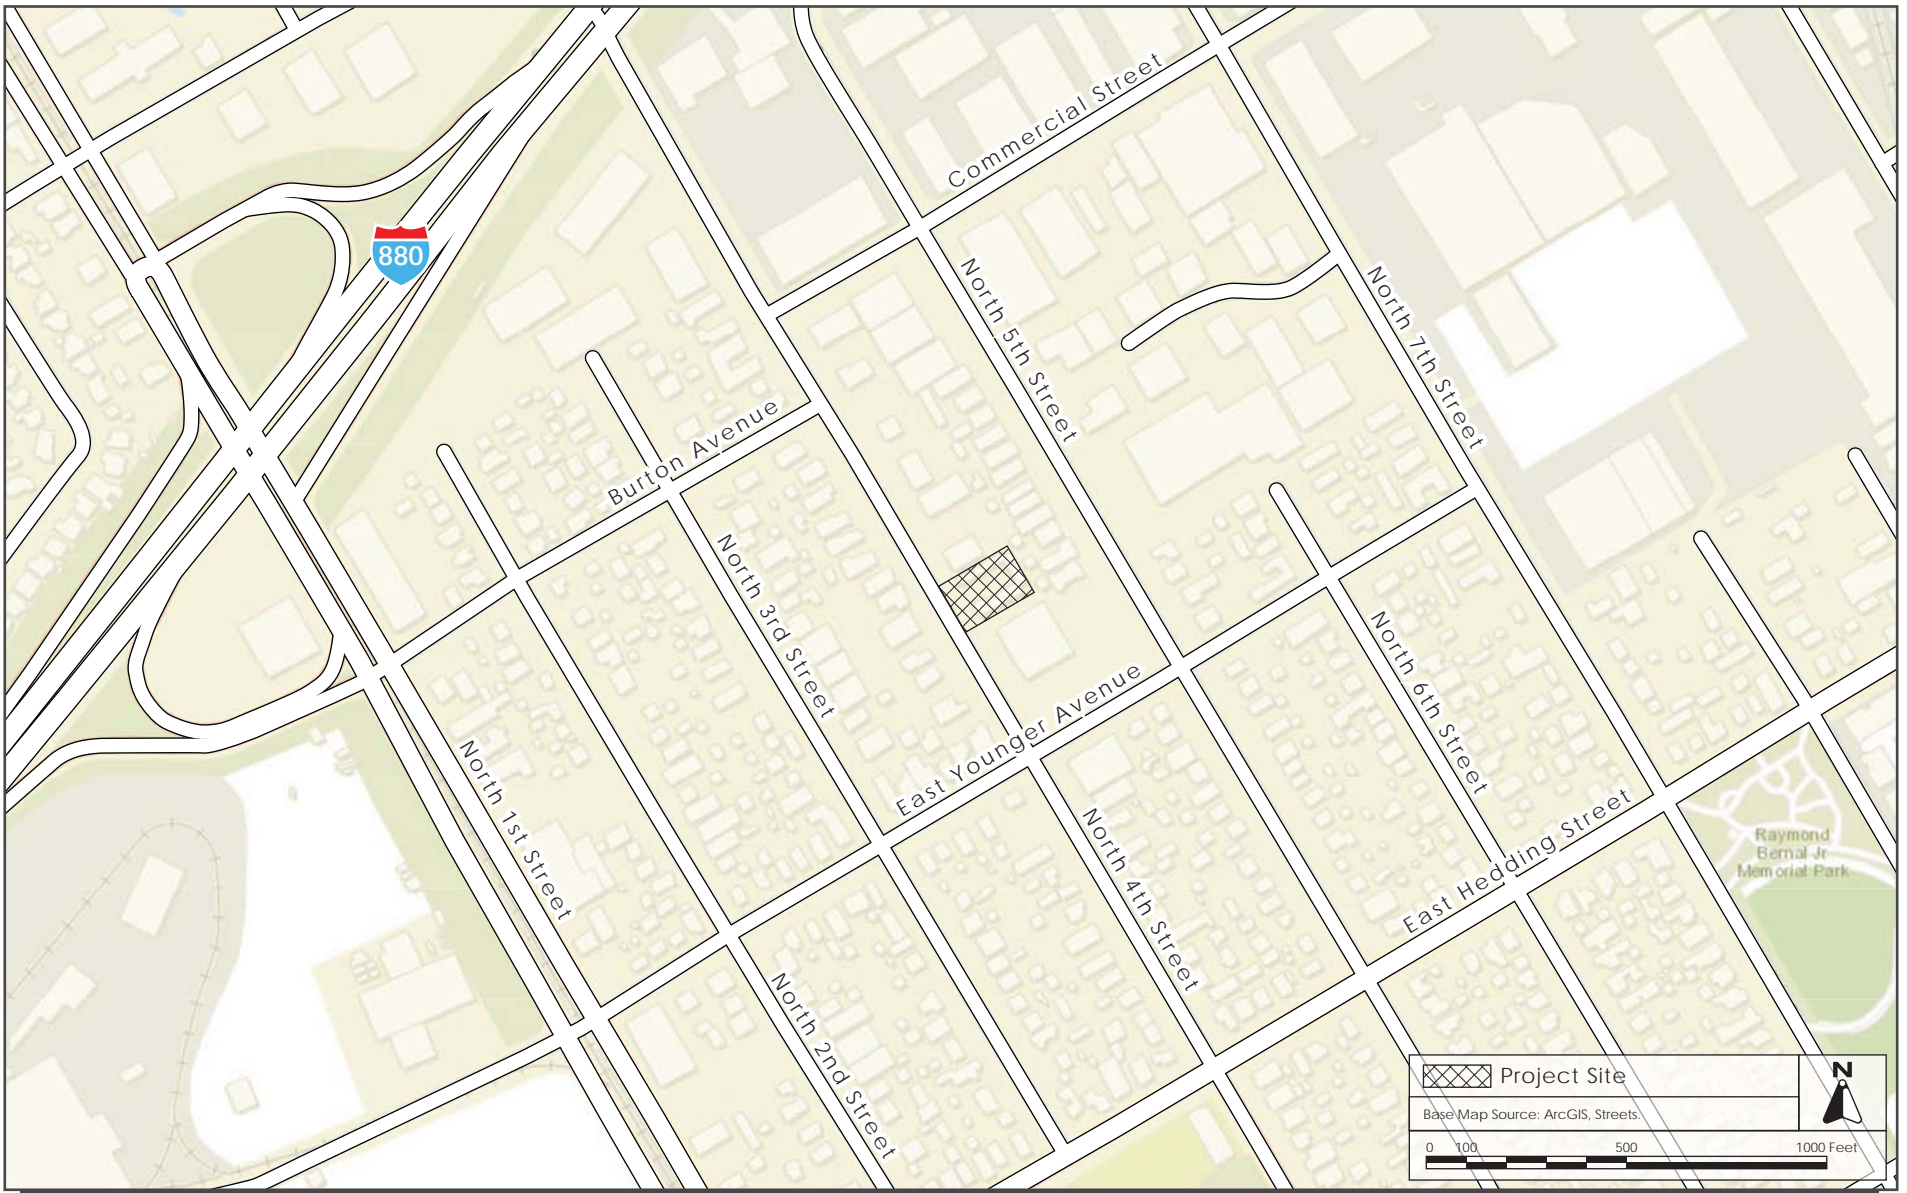 Commercial Street
880
North 5th Street
North 7th Street
Burton Avenue
North 3rd Street
North 6th Street
East Younger Avenue
North 1st Street
East Hedding Street
North 4th Street
Raymond
Bernal Jr
Memorial Park
North 2nd Street
Project Site
N
Base Map Source: ArcGIS, Streets.
0 100 500 1000 Feet